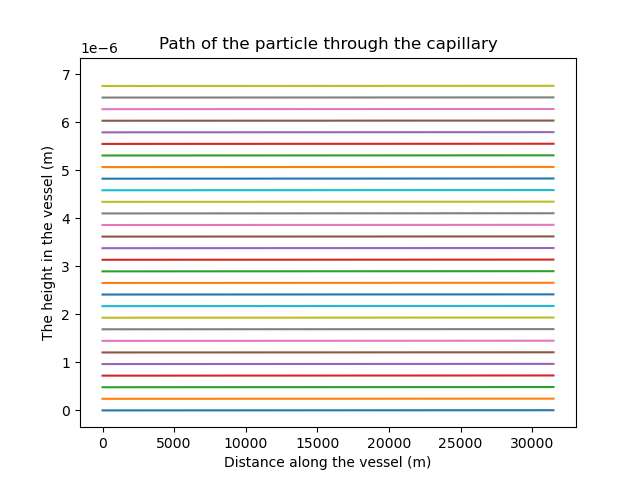 Path of the particle through the capillary
1e−6
7
6
5
4
3
2
1
0
The height in the vessel (m)
0 5000 10000 15000 20000 25000 30000
Distance along the vessel (m)